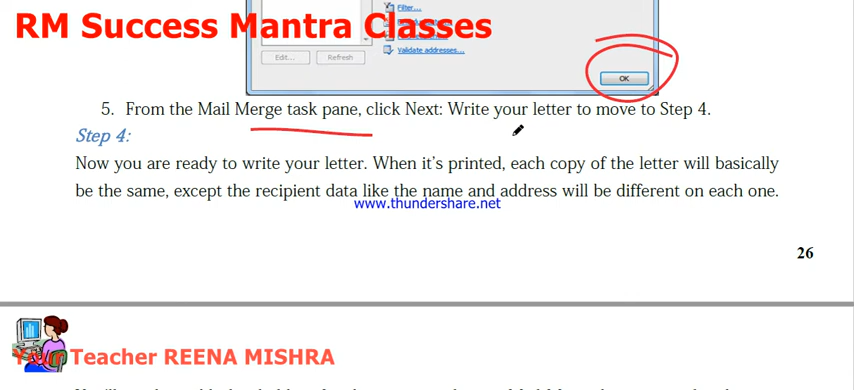 RM Success Mantra Classes
Filter...
Edit...
Refresh
Validate addresses...
OK
5. From the Mail Merge task pane, click Next: Write your letter to move to Step 4.
Step 4:
Now you are ready to write your letter. When it's printed, each copy of the letter will basically
be the same, except the recipient data like the name and address will be different on each one.
www.thundershare.net
26
Your Teacher REENA MISHRA